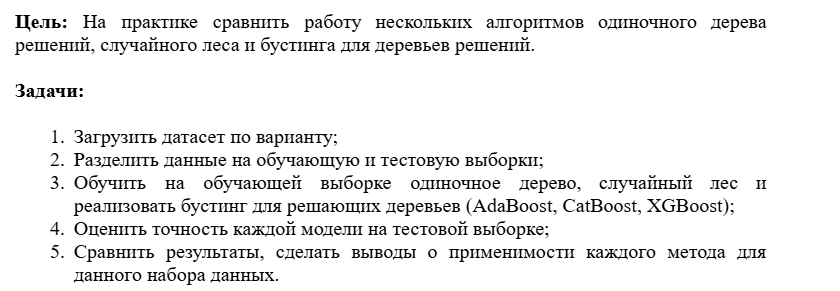 Цель: На практике сравнить работу нескольких алгоритмов одиночного дерева
решений, случайного леса и бустинга для деревьев решений.
Задачи:
1. Загрузить датасет по варианту;
2. Разделить данные на обучающую и тестовую выборки;
3. Обучить на обучающей выборке одиночное дерево, случайный лес и
реализовать бустинг для решающих деревьев (AdaBoost, CatBoost, XGBoost);
4. Оценить точность каждой модели на тестовой выборке;
5. Сравнить результаты, сделать выводы о применимости каждого метода для
данного набора данных.